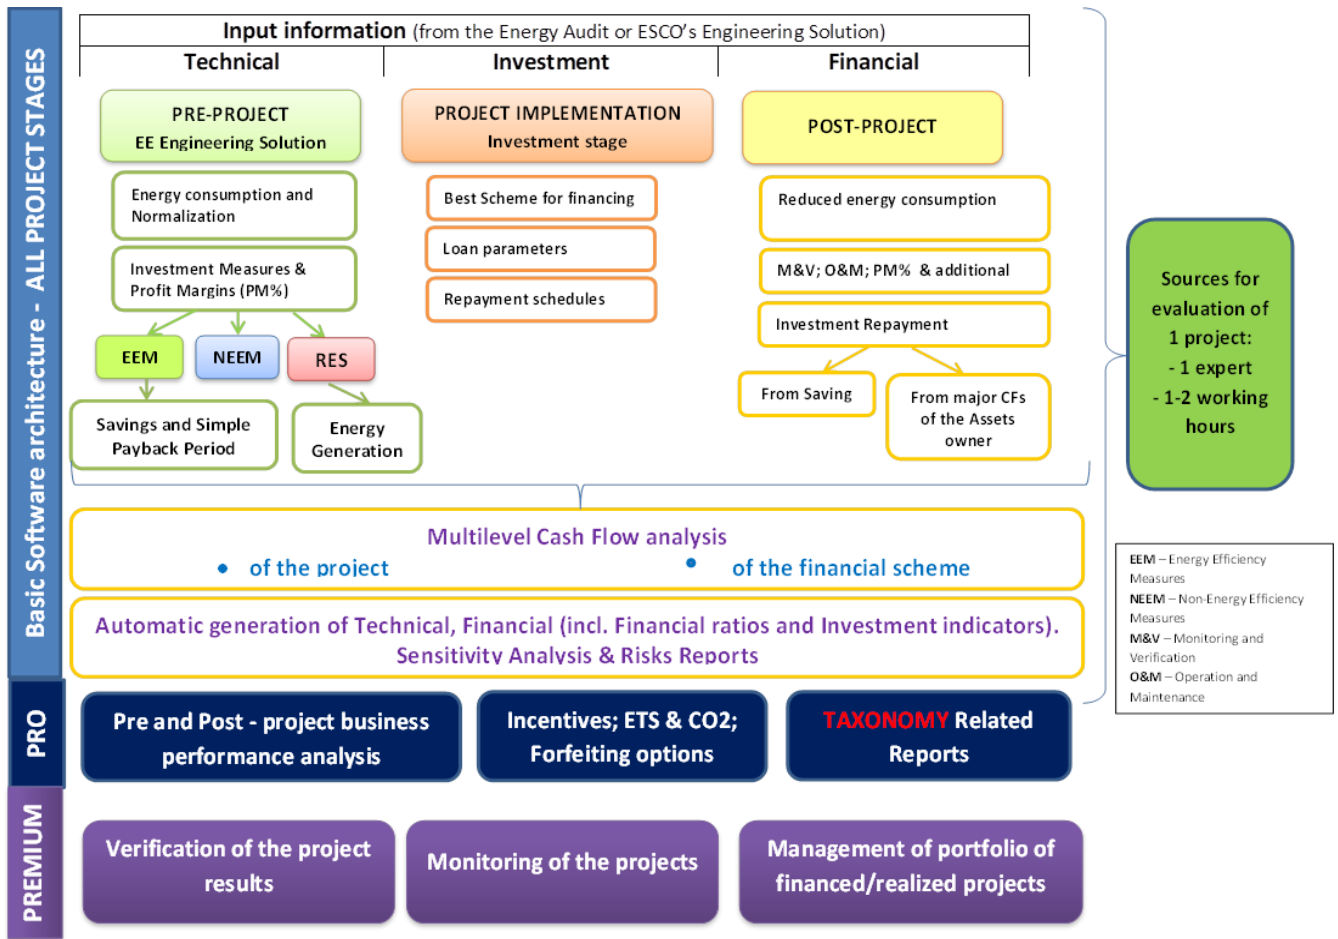 Input information (from the Energy Audit or ESCO's Engineering Solution)
Technical
Investment
Financial
Basic Software architecture - ALL PROJECT STAGES
PRE-PROJECT
EE Engineering Solution
Energy consumption and
Normalization
Investment Measures &
Profit Margins (PM%)
EEM
NEEM
RES
Savings and Simple
Payback Period
Energy
Generation
PROJECT IMPLEMENTATION
Investment stage
Best Scheme for financing
Loan parameters
Repayment schedules
POST-PROJECT
Reduced energy consumption
M&V; O&M; PM% & additional
Investment Repayment
From Saving
From major CFs
of the Assets
owner
Sources for
evaluation of
1 project:
- 1 expert
- 1-2 working
hours
Multilevel Cash Flow analysis
• of the project
• of the financial scheme
Automatic generation of Technical, Financial (incl. Financial ratios and Investment indicators).
Sensitivity Analysis & Risks Reports
EEM – Energy Efficiency
Measures
NEEM – Non-Energy Efficiency
Measures
M&V – Monitoring and
Verification
O&M – Operation and
Maintenance
PRO
Pre and Post - project business
performance analysis
Incentives; ETS & CO2;
Forfeiting options
TAXONOMY Related
Reports
PREMIUM
Verification of the project
results
Monitoring of the projects
Management of portfolio of
financed/realized projects